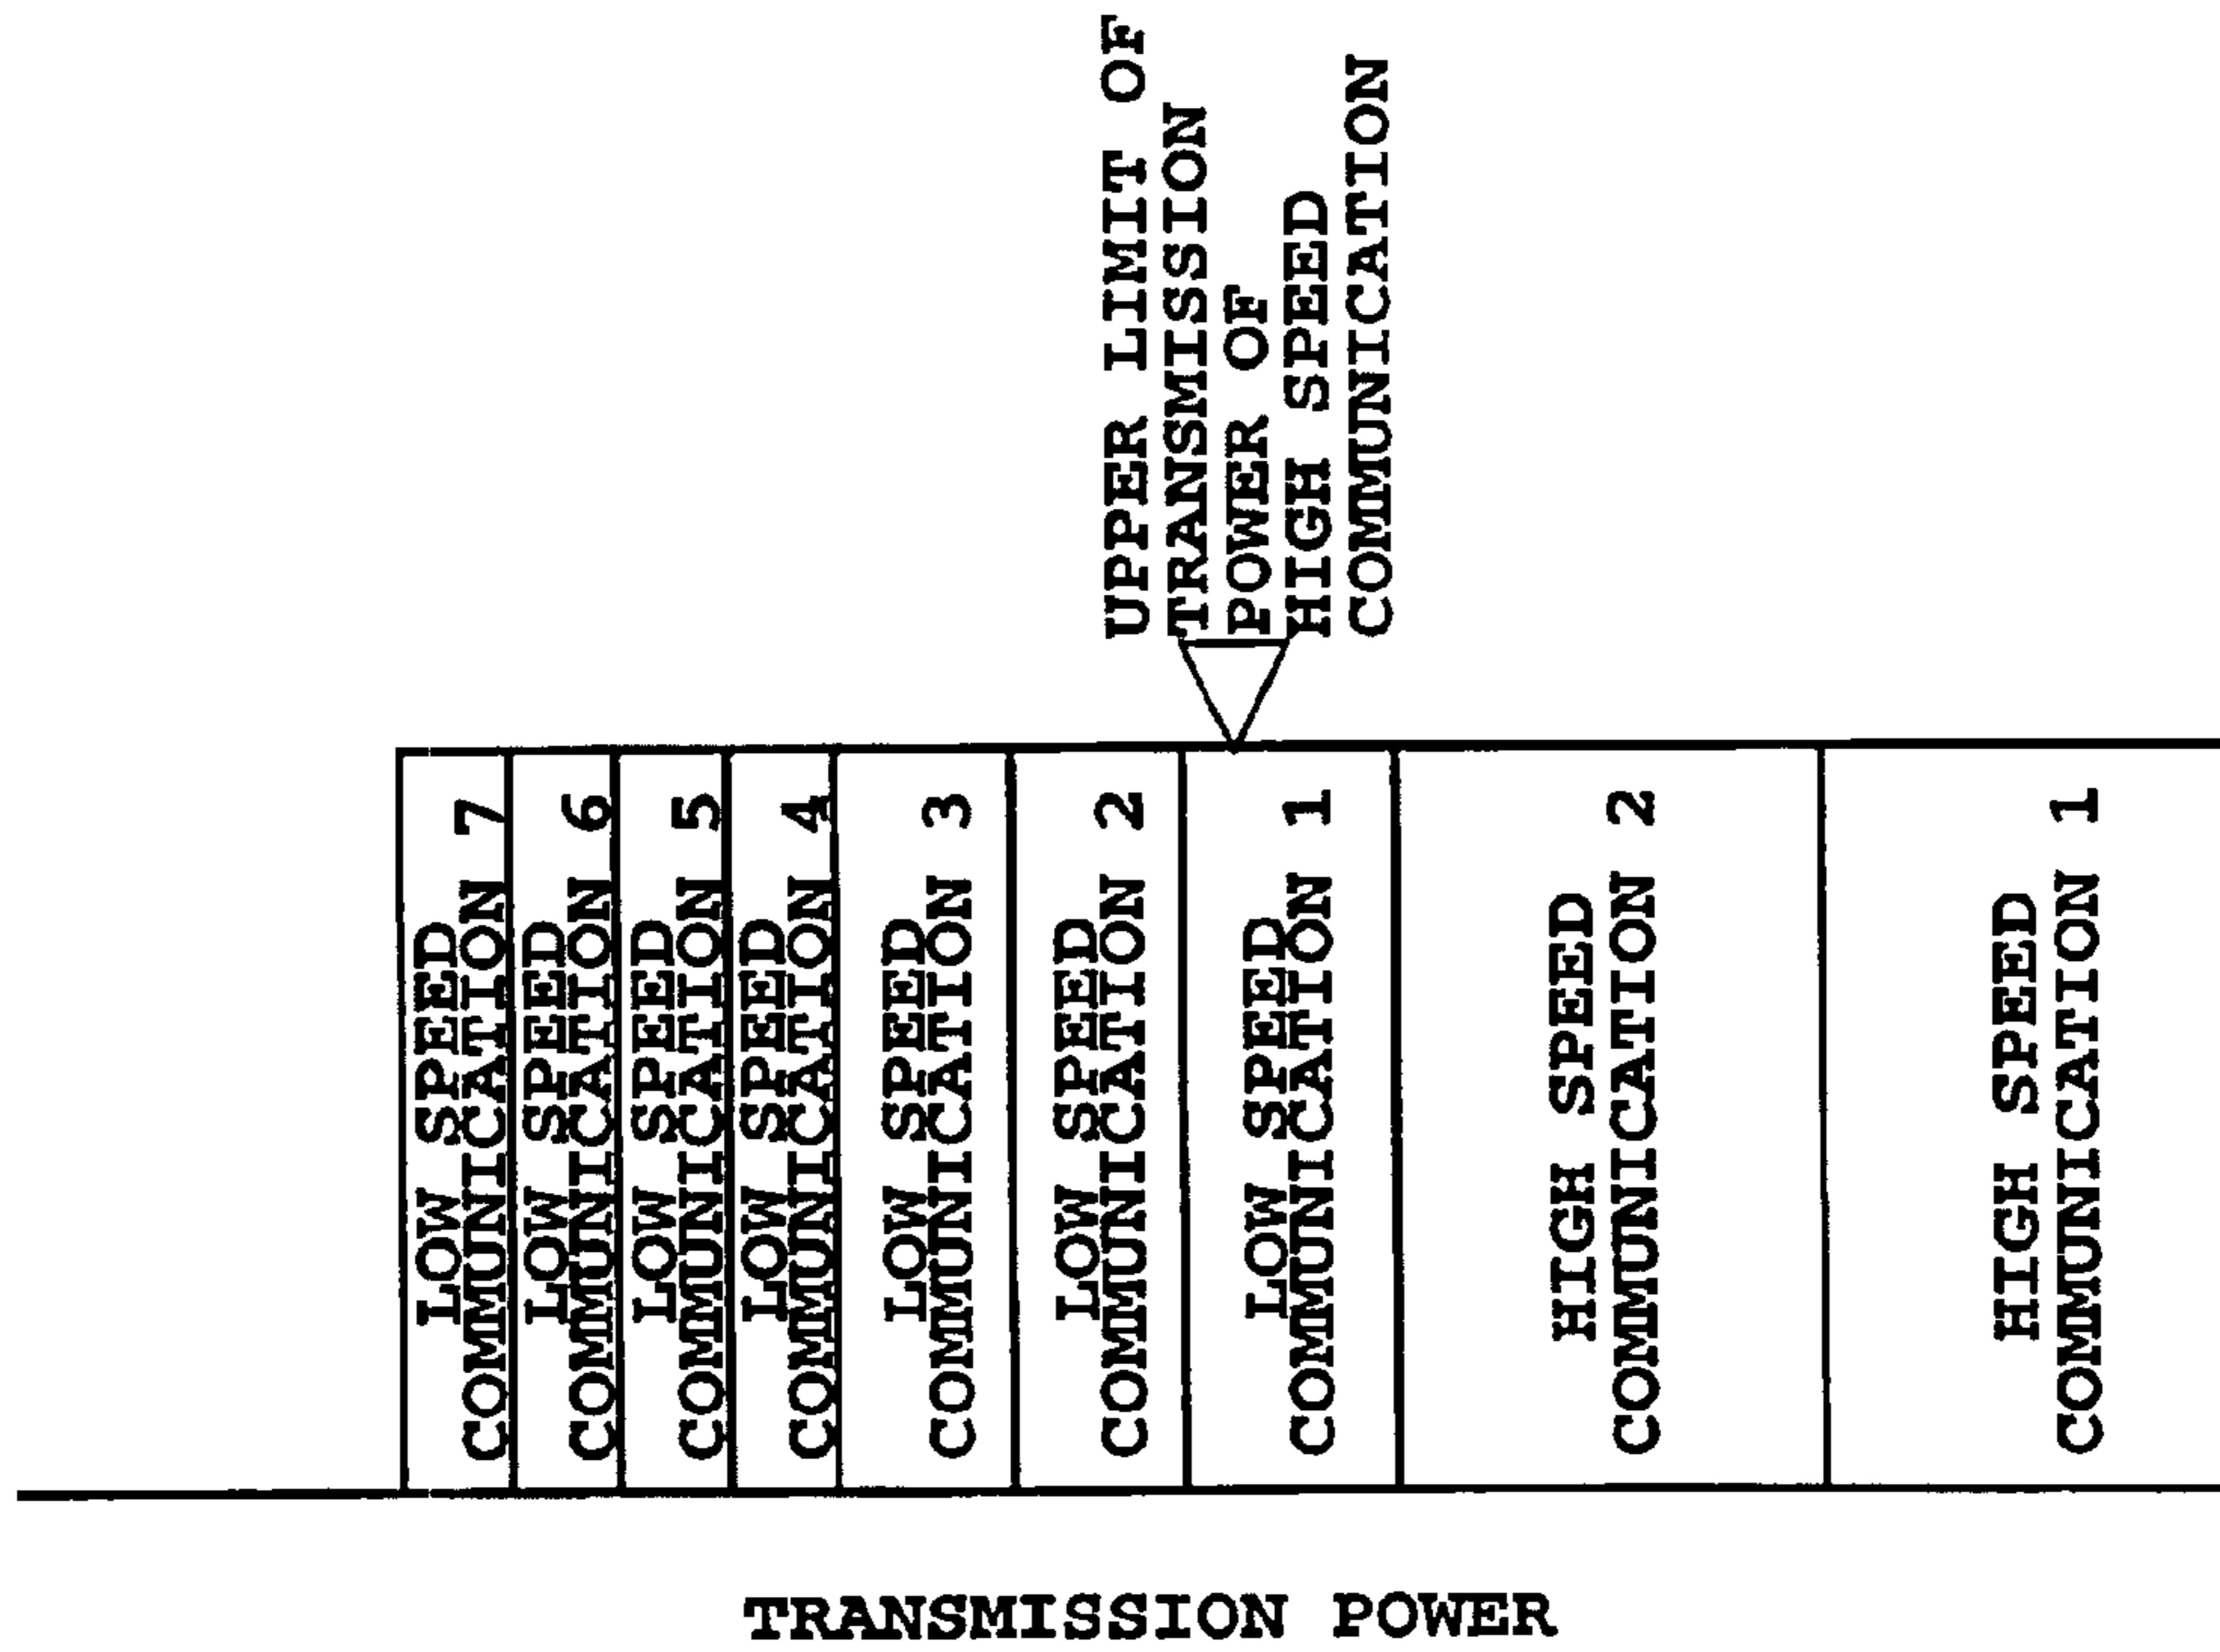 UPPER LIMIT OF
TRANSMISSION
POWER OF
HIGH SPEED
COMMUNICATION
LOW SPEED
COMMUNICATION 7
LOW SPEED
COMMUNICATION 6
LOW SPEED
COMMUNICATION 5
LOW SPEED
COMMUNICATION 4
LOW SPEED
COMMUNICATION 3
LOW SPEED
COMMUNICATION 2
LOW SPEED
COMMUNICATION 1
HIGH SPEED
COMMUNICATION 2
HIGH SPEED
COMMUNICATION 1
TRANSMISSION POWER